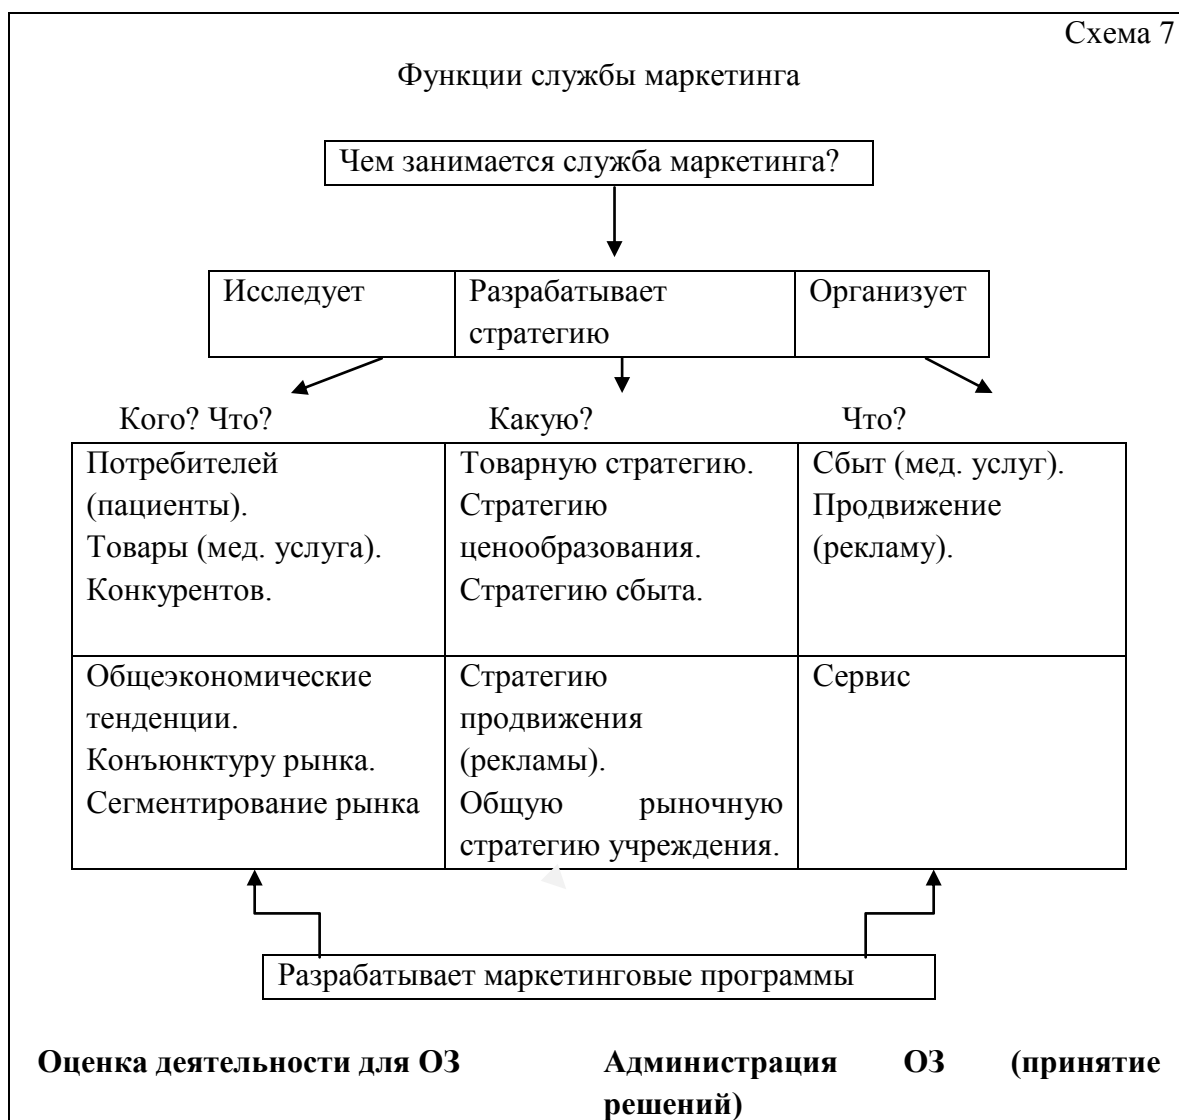 Схема 7
Функции службы маркетинга
Чем занимается служба маркетинга?
Исследует
Разрабатывает
стратегию
Организует
Кого? Что?
Какую?
Что?
Потребителей
(пациенты).
Товары (мед. услуга).
Конкурентов.
Товарную стратегию.
Стратегию
ценообразования.
Стратегию сбыта.
Сбыт (мед. услуг).
Продвижение
(рекламу).
Общеэкономические
тенденции.
Конъюнктуру рынка.
Сегментирование рынка
Стратегию
продвижения
(рекламы).
Общую рыночную
стратегию учреждения.
Сервис
Разрабатывает маркетинговые программы
Оценка деятельности для ОЗ
Администрация ОЗ (принятие
решений)